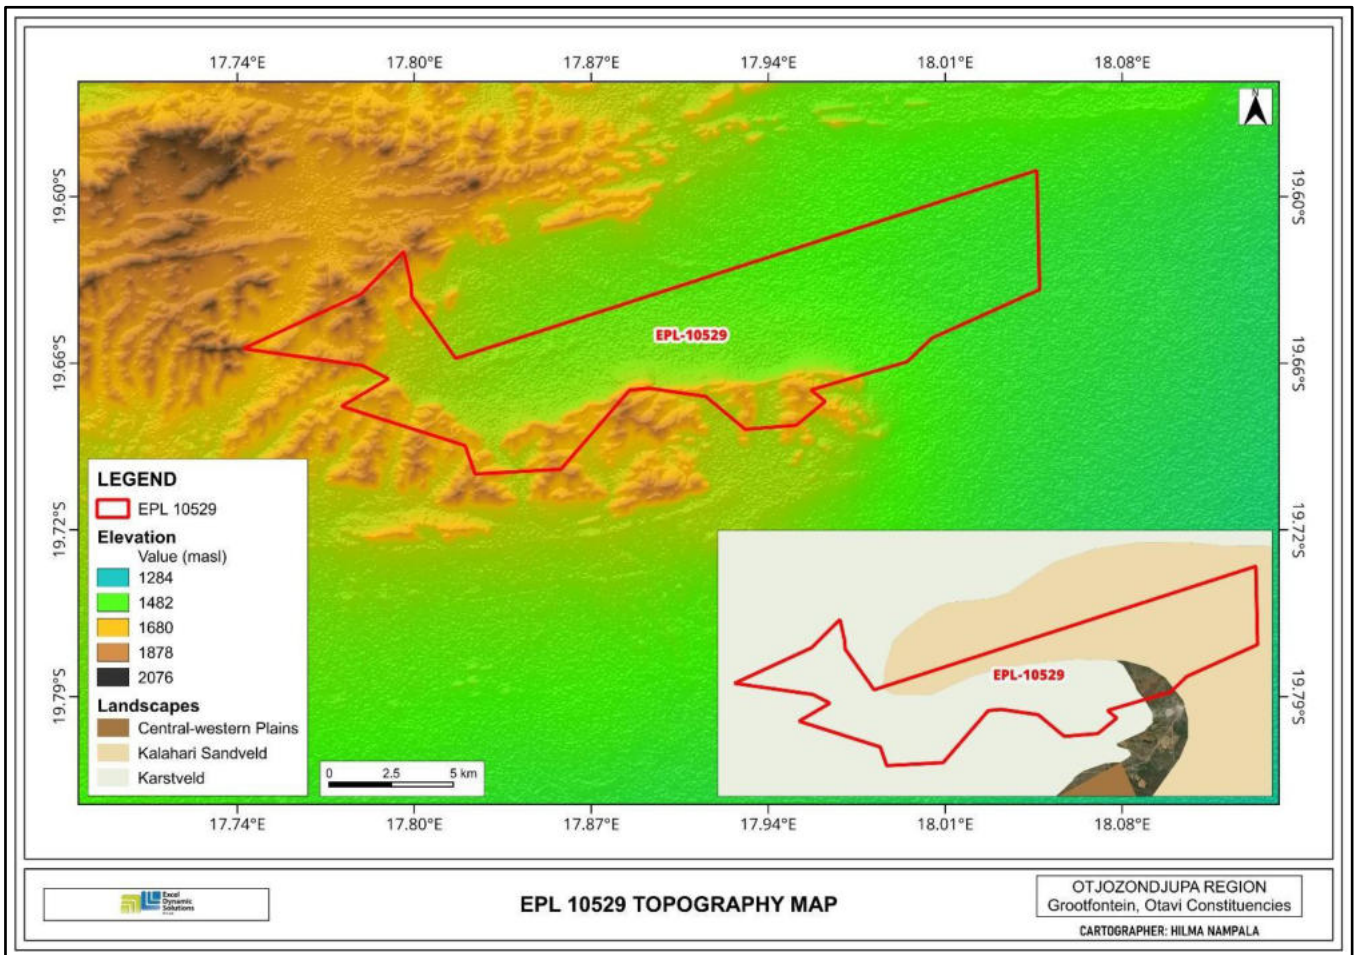 17.74°E 17.80°E 17.87°E 17.94°E 18.01°E 18.08°E
N
19.60°S 19.60°S
EPL-10529
19.66°S 19.66°S
LEGEND
EPL 10529
Elevation
Value (masl)
1284
1482
1680
1878
2076
Landscapes
Central-western Plains
Kalahari Sandveld
Karstveld
19.72°S 19.72°S
0 2.5 5 km
EPL-10529
19.79°S 19.79°S
17.74°E 17.80°E 17.87°E 17.94°E 18.01°E 18.08°E
Excel
Dynamic
Solutions
EPL 10529 TOPOGRAPHY MAP
OTJOZONDJUPA REGION
Grootfontein, Otavi Constituencies
CARTOGRAPHER: HILMA NAMPALA